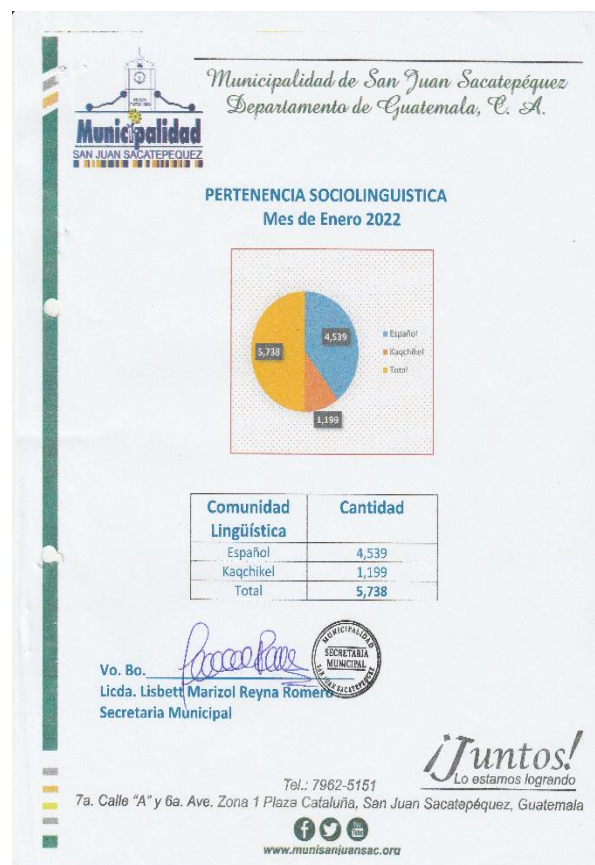 Municipalidad de San Juan Sacatepéquez
Departamento de Guatemala, C. A.
Municipalidad
SAN JUAN SACATEPEQUEZ
PERTENENCIA SOCIOLINGUISTICA
Mes de Enero 2022
4,539
5,738
1,199
Español
Kaqchikel
Total
Comunidad Lingüística Cantidad
Español 4,539
Kaqchikel 1,199
Total 5,738
MUNICIPALIDAD
SECRETARIA
MUNICIPAL
SAN JUAN SACATEPEQUEZ
Vo. Bo.
Licda. Lisbett Marizol Reyna Romero
Secretaria Municipal
¡Juntos!
Lo estamos logrando
Tel.: 7962-5151
7a. Calle "A" y 6a. Ave. Zona 1 Plaza Cataluña, San Juan Sacatepéquez, Guatemala
www.munisanjuansac.org